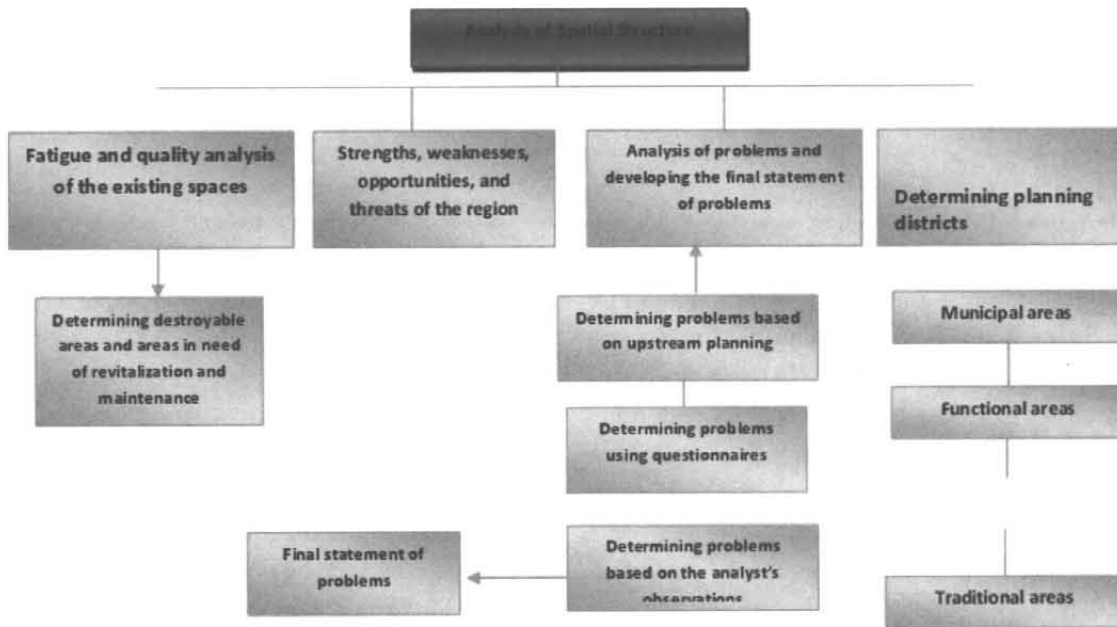 Analysis of Spatial Structure
Fatigue and quality analysis
of the existing spaces
Strengths, weaknesses,
opportunities, and
threats of the region
Analysis of problems and
developing the final statement
of problems
Determining planning
districts
Determining destroyable
areas and areas in need
of revitalization and
maintenance
Determining problems based
on upstream planning
Municipal areas
Functional areas
Determining problems
using questionnaires
Final statement of
problems
Determining problems
based on the analyst's
observations
Traditional areas